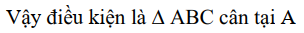 Vậy điều kiện là Δ ABC cân tại A